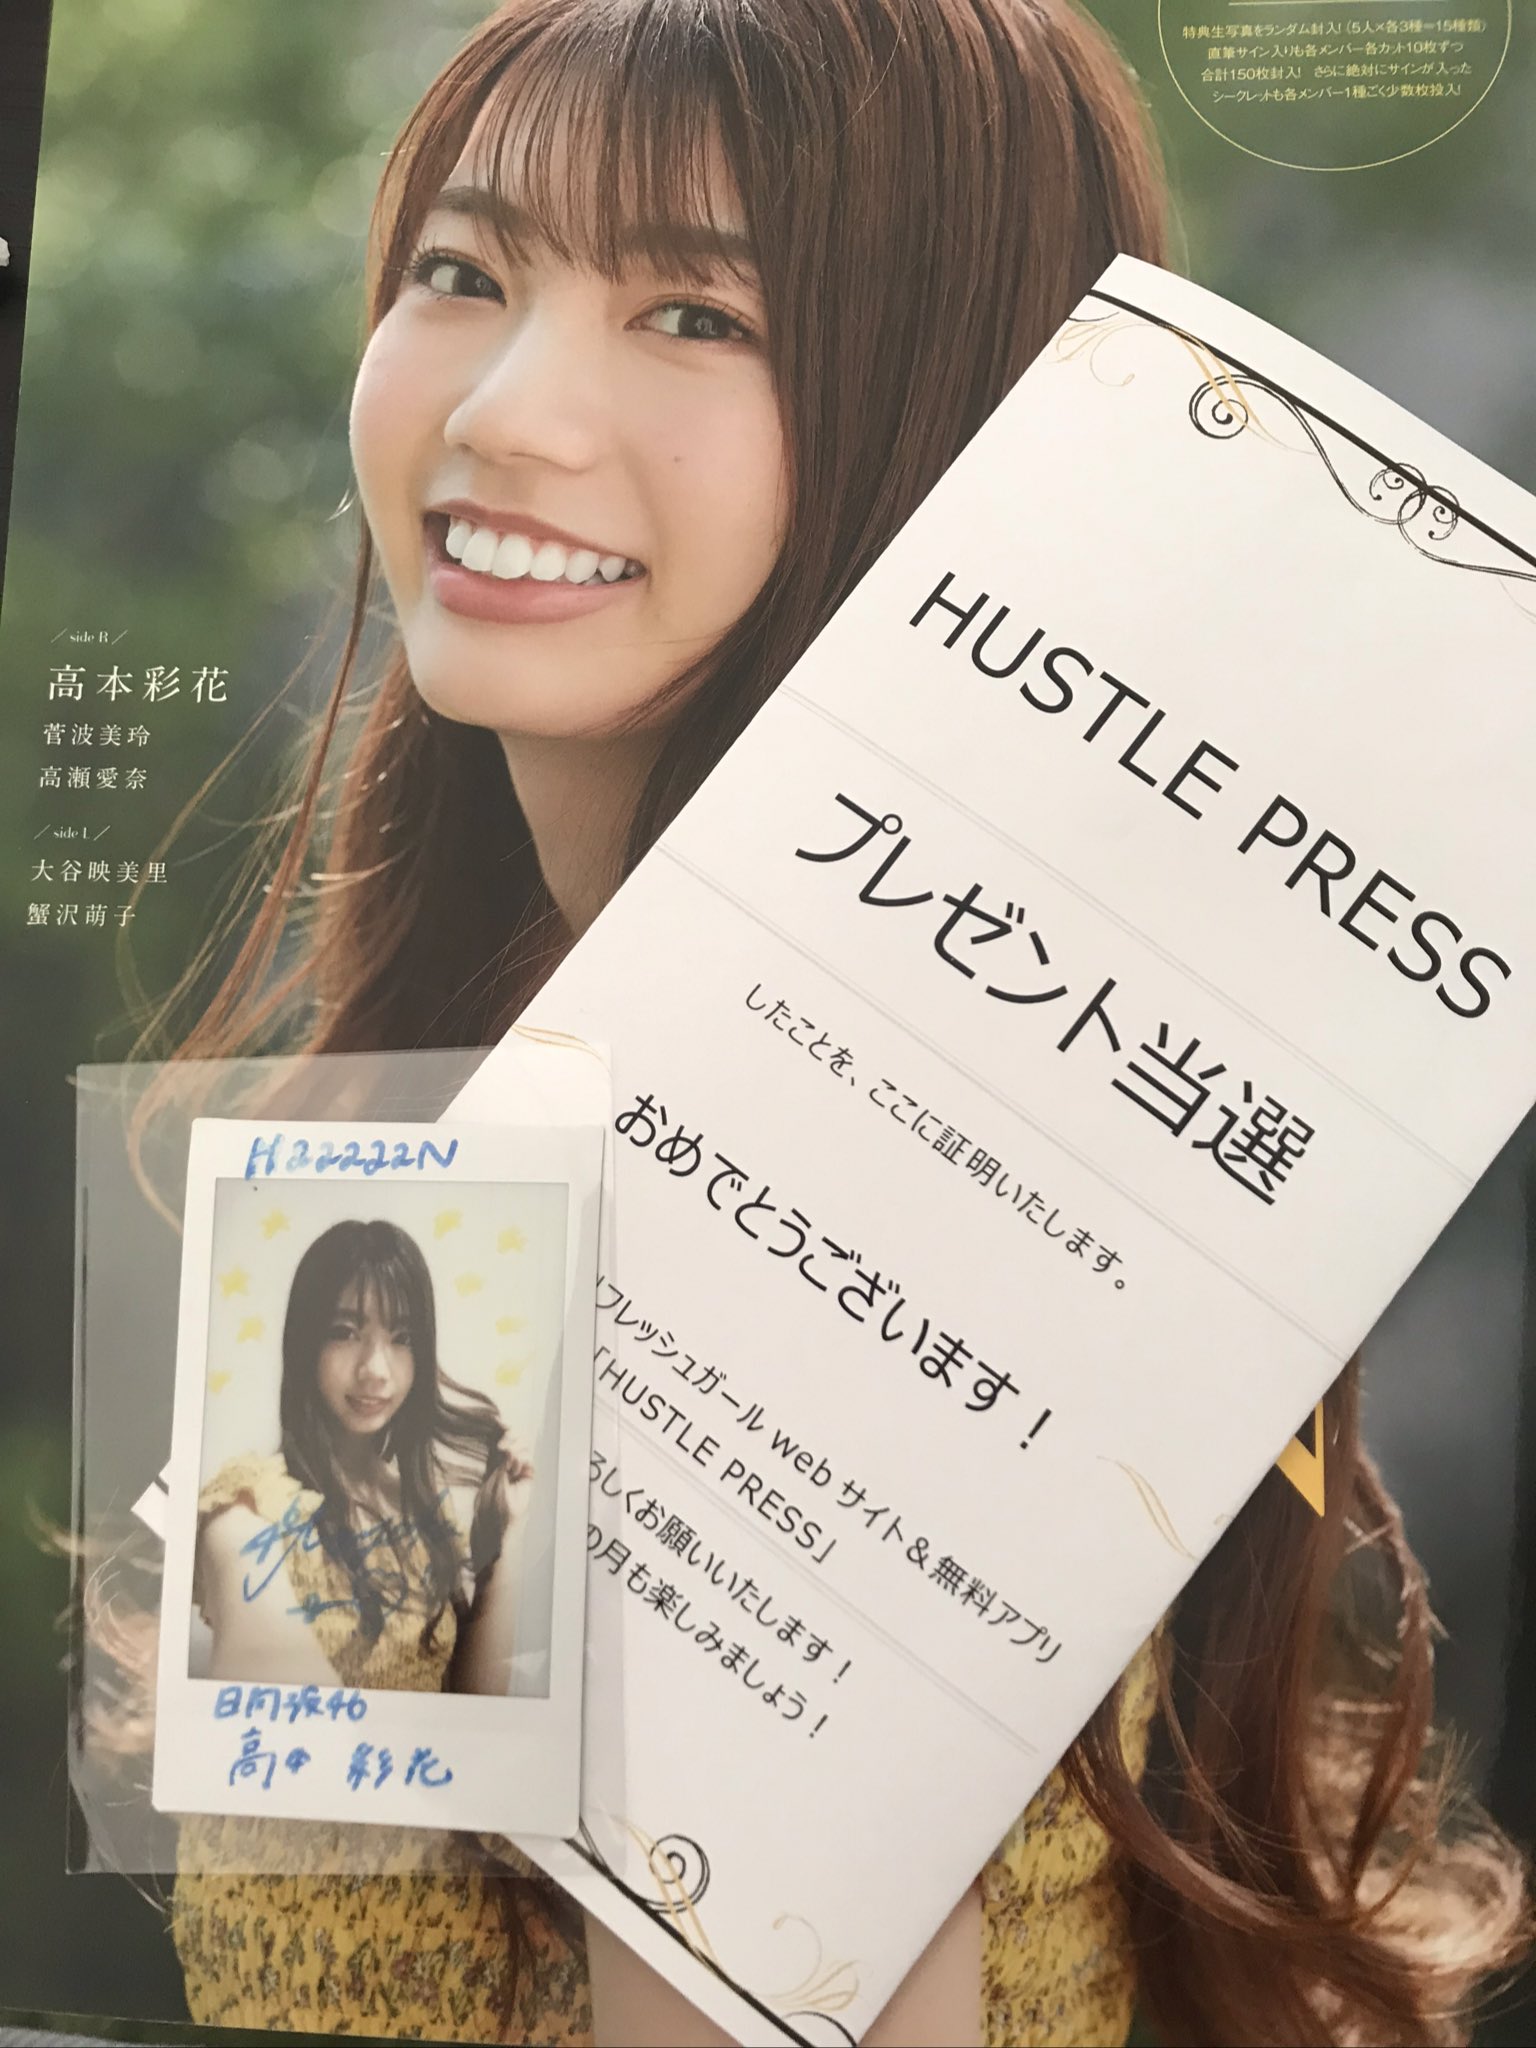 特典生写真をランダム封入!(5人×各3種=15種類)
直筆サイン入りも各メンバー各カット10枚ずつ
合計150枚封入! さらに絶対にサインが入った
シークレットも各メンバー1種ごく少数枚投入!
／side R／
高本彩花
菅波美玲
高瀬愛奈
／side L／
大谷映美里
蟹沢萌子
HUSTLE PRESS
プレゼント当選
したことを、ここに証明いたします。
おめでとうございます！
フレッシュガール webサイト＆無料アプリ
「HUSTLE PRESS」
ろしくお願いいたします！
の月も楽しみましょう！
H22222N
日向坂46
高本 彩花